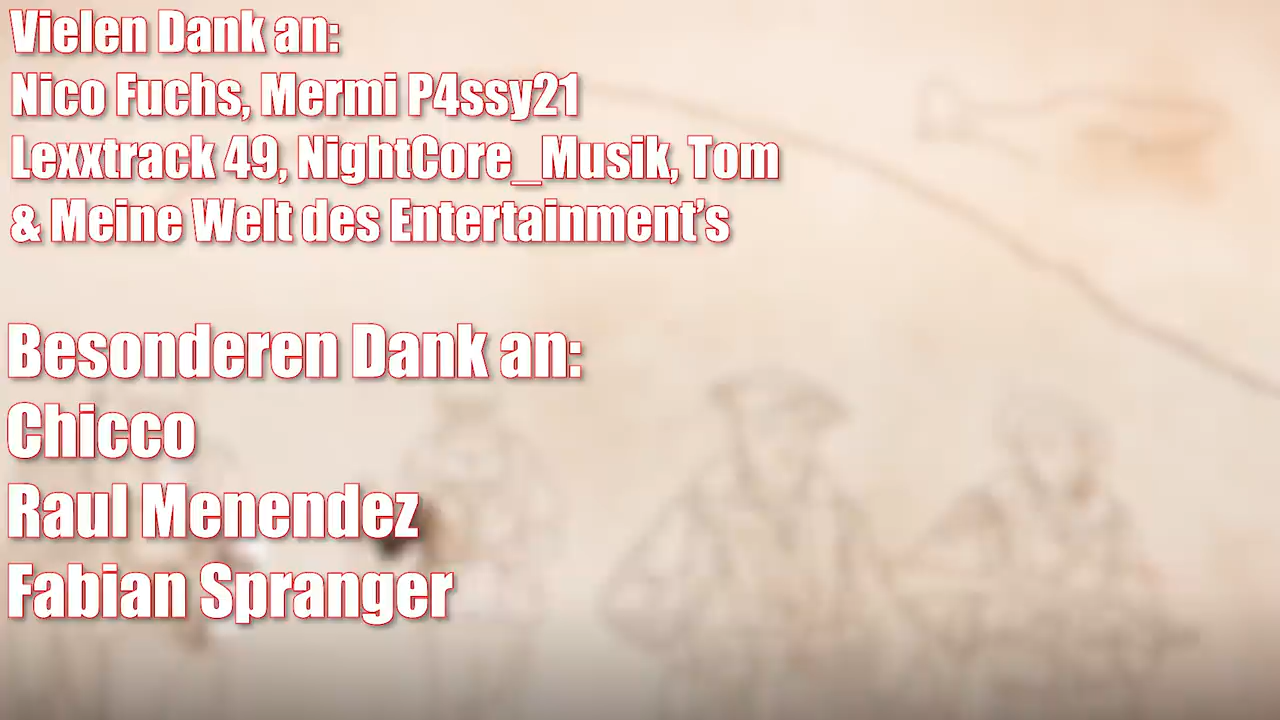 Vielen Dank an:
Nico Fuchs, Mermi P4ssy21
Lexxtrack 49, NightCore_Musik, Tom
& Meine Welt des Entertainment's
Besonderen Dank an:
Chicco
Raul Menendez
Fabian Spranger